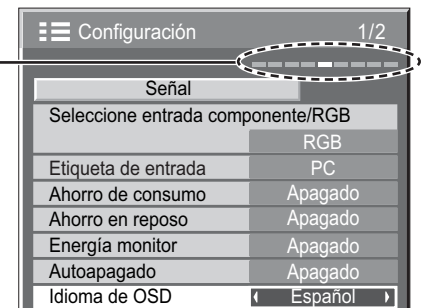 Configuración 1/2
Señal
Seleccione entrada componente/RGB
RGB
Etiqueta de entrada PC
Ahorro de consumo Apagado
Ahorro en reposo Apagado
Energía monitor Apagado
Autoapagado Apagado
Idioma de OSD Español